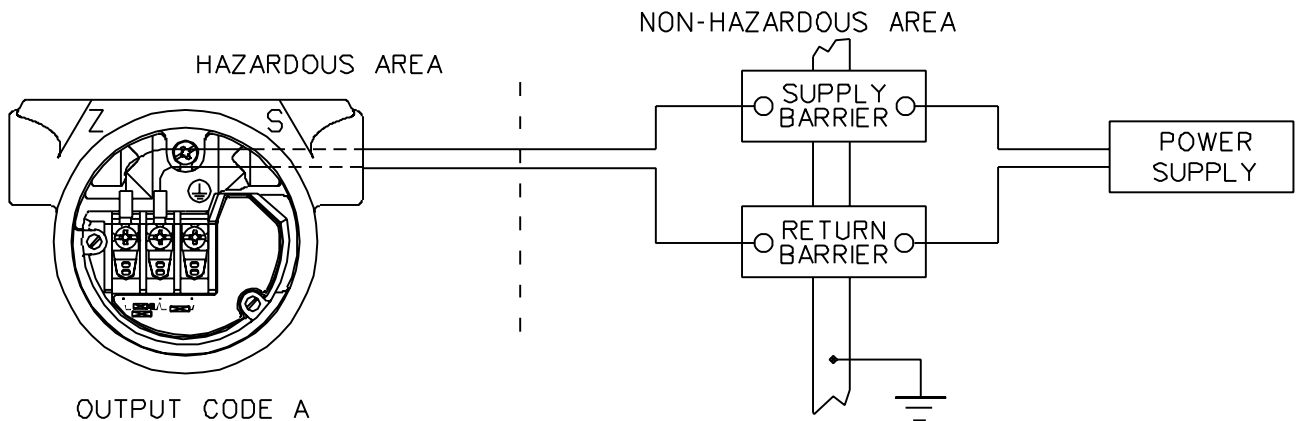 NON-HAZARDOUS AREA
HAZARDOUS AREA
Z S
SUPPLY
BARRIER
POWER
SUPPLY
RETURN
BARRIER
OUTPUT CODE A